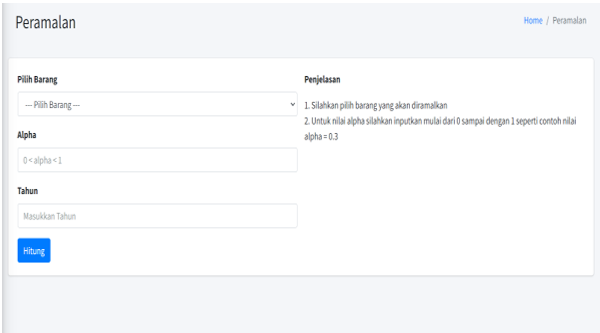 Peramalan
Home / Peramalan
Pilih Barang
--- Pilih Barang ---
Alpha
0 < alpha < 1
Tahun
Masukkan Tahun
Hitung
Penjelasan
1. Silahkan pilih barang yang akan diramalkan
2. Untuk nilai alpha silahkan inputkan mulai dari 0 sampai dengan 1 seperti contoh nilai
alpha = 0.3